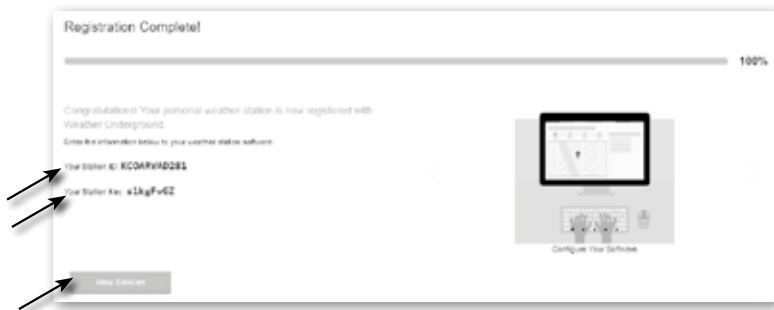 Registration Complete!
100%
Congratulations! Your personal weather station is now registered with
Weather Underground.
Enter the information below to your weather station software.
Your Station ID: KCOARVAD281
Your Station Key: s1kgFv6Z
Configure Your Software
View Devices